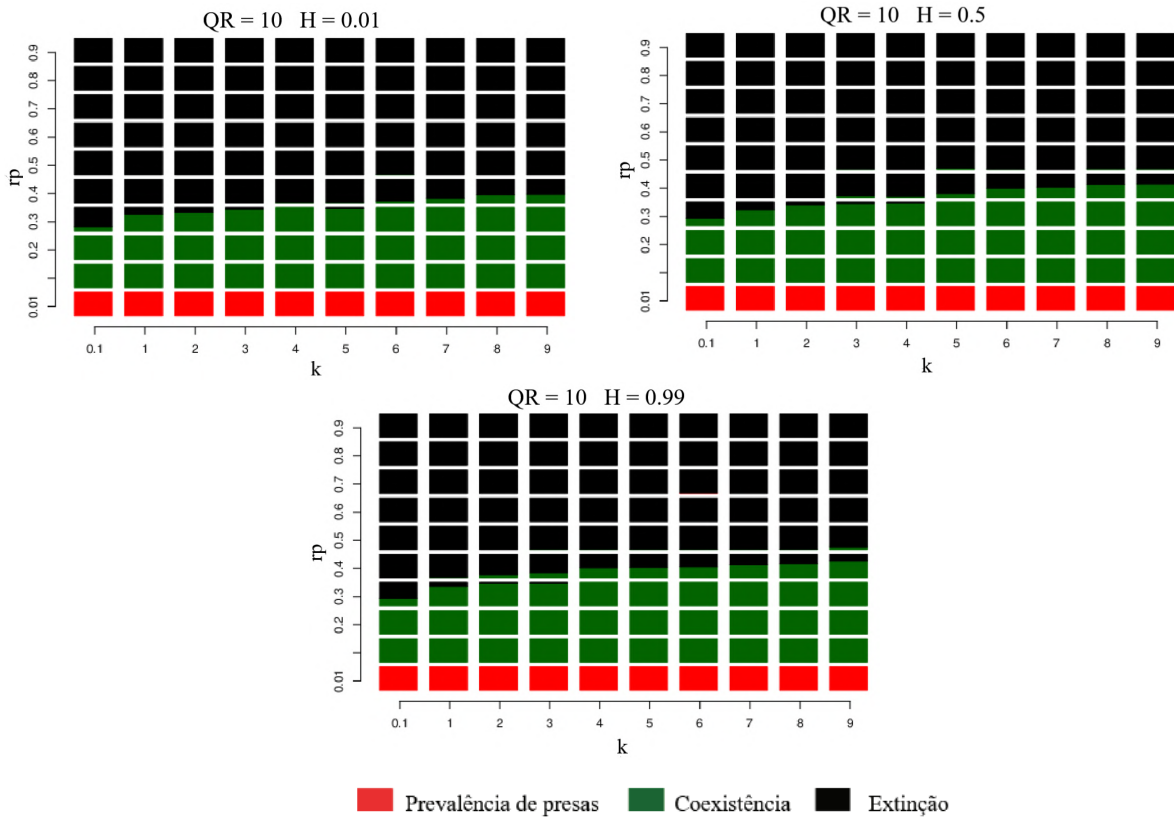 QR = 10 H = 0.01
rp
0.9
0.8
0.7
0.6
0.5
0.4
0.3
0.2
0.01
0.1 1 2 3 4 5 6 7 8 9
k
QR = 10 H = 0.5
rp
0.9
0.8
0.7
0.6
0.5
0.4
0.3
0.2
0.01
0.1 1 2 3 4 5 6 7 8 9
k
QR = 10 H = 0.99
rp
0.9
0.8
0.7
0.6
0.5
0.4
0.3
0.2
0.01
0.1 1 2 3 4 5 6 7 8 9
k
Prevalência de presas Coexistência Extinção